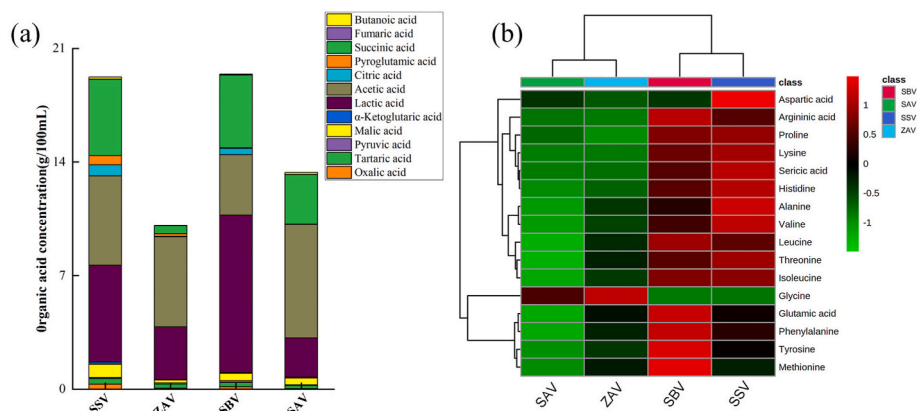 (a)
21
14
7
0
0rganic acid concentration(g/100mL)
SSV
ZAV
SBV
SAV
Butanoic acid
Fumaric acid
Succinic acid
Pyroglutamic acid
Citric acid
Acetic acid
Lactic acid
α-Ketoglutaric acid
Malic acid
Pyruvic acid
Tartaric acid
Oxalic acid
(b)
class
Aspartic acid
Argininic acid
Proline
Lysine
Sericic acid
Histidine
Alanine
Valine
Leucine
Threonine
Isoleucine
Glycine
Glutamic acid
Phenylalanine
Tyrosine
Methionine
SAV
ZAV
SBV
SSV
class
SBV
SAV
SSV
ZAV
1
0.5
0
-0.5
-1